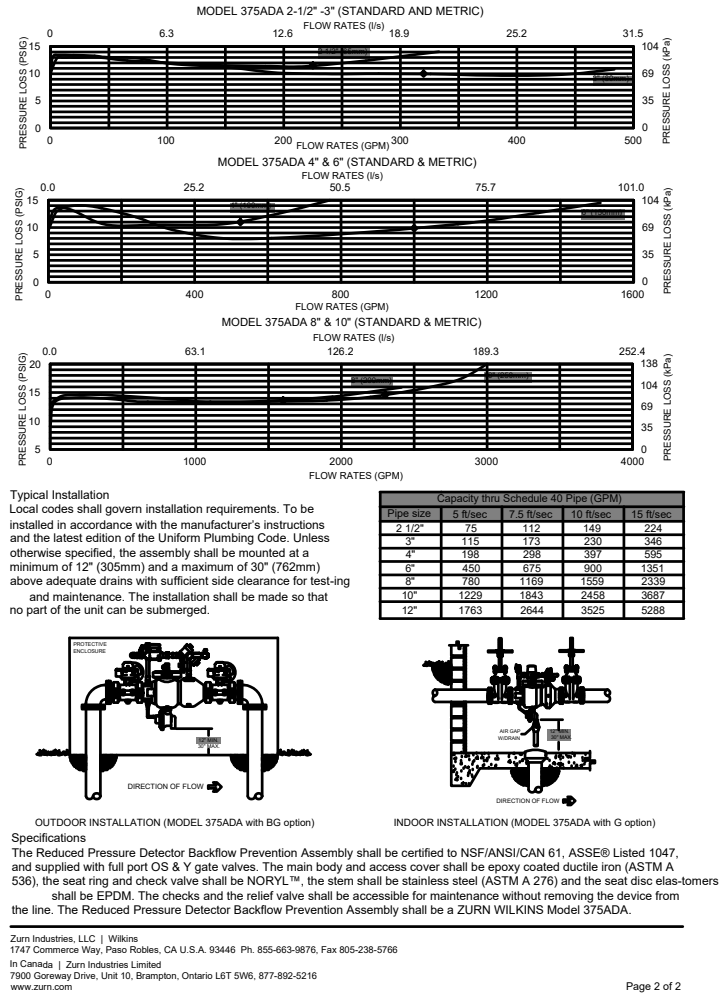 MODEL 375ADA 2-1/2" -3" (STANDARD AND METRIC)
FLOW RATES (l/s)
0 6.3 12.6 18.9 25.2 31.5
PRESSURE LOSS (PSIG)
15 10 5 0
104 69 35 0
PRESSURE LOSS (kPa)
0 100 200 300 400 500
FLOW RATES (GPM)
MODEL 375ADA 4" & 6" (STANDARD & METRIC)
FLOW RATES (l/s)
0.0 25.2 50.5 75.7 101.0
PRESSURE LOSS (PSIG)
15 10 5 0
104 69 35 0
PRESSURE LOSS (kPa)
0 400 800 1200 1600
FLOW RATES (GPM)
MODEL 375ADA 8" & 10" (STANDARD & METRIC)
FLOW RATES (l/s)
0.0 63.1 126.2 189.3 252.4
PRESSURE LOSS (PSIG)
20 15 10 5
138 104 69 35 0
PRESSURE LOSS (kPa)
0 1000 2000 3000 4000
FLOW RATES (GPM)
Typical Installation
Local codes shall govern installation requirements. To be
installed in accordance with the manufacturer's instructions
and the latest edition of the Uniform Plumbing Code. Unless
otherwise specified, the assembly shall be mounted at a
minimum of 12" (305mm) and a maximum of 30" (762mm)
above adequate drains with sufficient side clearance for test-ing
and maintenance. The installation shall be made so that
no part of the unit can be submerged.
Capacity thru Schedule 40 Pipe (GPM)
Pipe size 5 ft/sec 7.5 ft/sec 10 ft/sec 15 ft/sec
2 1/2" 75 112 149 224
3" 115 173 230 346
4" 198 298 397 595
6" 450 675 900 1351
8" 780 1169 1559 2339
10" 1229 1843 2458 3687
12" 1763 2644 3525 5288
PROTECTIVE
ENCLOSURE
12" MIN.
30" MAX.
DIRECTION OF FLOW
OUTDOOR INSTALLATION (MODEL 375ADA with BG option)
AIR GAP
W/DRAIN
12" MIN.
30" MAX.
DIRECTION OF FLOW
INDOOR INSTALLATION (MODEL 375ADA with G option)
Specifications
The Reduced Pressure Detector Backflow Prevention Assembly shall be certified to NSF/ANSI/CAN 61, ASSE® Listed 1047,
and supplied with full port OS & Y gate valves. The main body and access cover shall be epoxy coated ductile iron (ASTM A
536), the seat ring and check valve shall be NORYL™, the stem shall be stainless steel (ASTM A 276) and the seat disc elas-tomers
shall be EPDM. The checks and the relief valve shall be accessible for maintenance without removing the device from
the line. The Reduced Pressure Detector Backflow Prevention Assembly shall be a ZURN WILKINS Model 375ADA.
Zurn Industries, LLC | Wilkins
1747 Commerce Way, Paso Robles, CA U.S.A. 93446 Ph. 855-663-9876, Fax 805-238-5766
In Canada | Zurn Industries Limited
7900 Goreway Drive, Unit 10, Brampton, Ontario L6T 5W6, 877-892-5216
www.zurn.com
Page 2 of 2